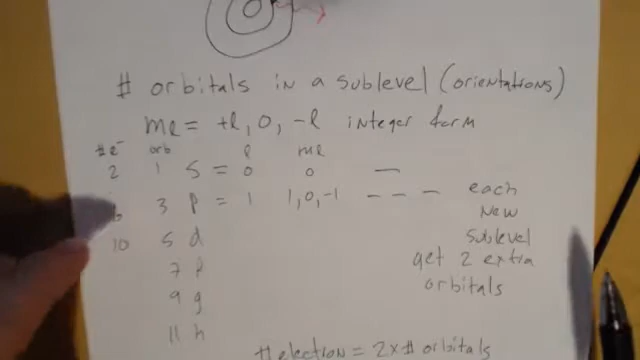 # orbitals in a sublevel (orientations)
ml = +l, 0, -l integer form
#e- orb l ml
2 1 s = 0 0 —
6 3 p = 1 1, 0, -1 — — — each
new
10 5 d sublevel
get 2 extra
7 f orbitals
9 g
11 h
#electron = 2 x # orbitals